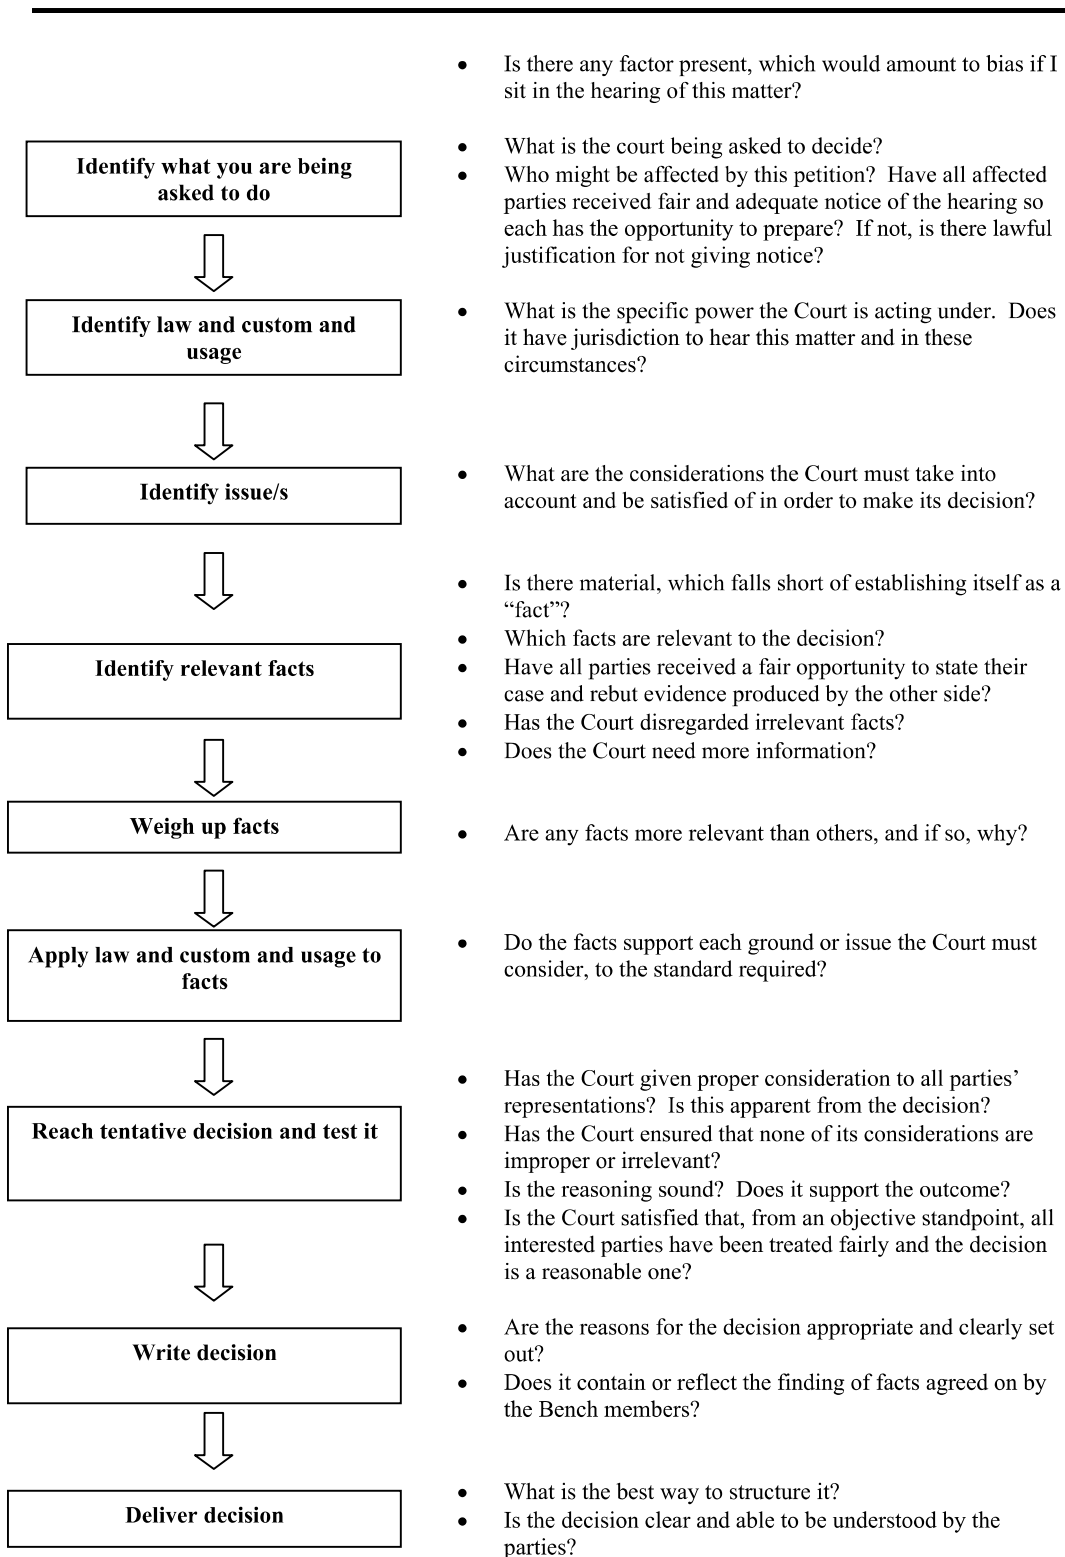 • Is there any factor present, which would amount to bias if I
sit in the hearing of this matter?
Identify what you are being
asked to do
• What is the court being asked to decide?
• Who might be affected by this petition?  Have all affected
parties received fair and adequate notice of the hearing so
each has the opportunity to prepare?  If not, is there lawful
justification for not giving notice?
Identify law and custom and
usage
• What is the specific power the Court is acting under.  Does
it have jurisdiction to hear this matter and in these
circumstances?
Identify issue/s
• What are the considerations the Court must take into
account and be satisfied of in order to make its decision?
Identify relevant facts
• Is there material, which falls short of establishing itself as a
“fact”?
• Which facts are relevant to the decision?
• Have all parties received a fair opportunity to state their
case and rebut evidence produced by the other side?
• Has the Court disregarded irrelevant facts?
• Does the Court need more information?
Weigh up facts
• Are any facts more relevant than others, and if so, why?
Apply law and custom and usage to
facts
• Do the facts support each ground or issue the Court must
consider, to the standard required?
Reach tentative decision and test it
• Has the Court given proper consideration to all parties’
representations?  Is this apparent from the decision?
• Has the Court ensured that none of its considerations are
improper or irrelevant?
• Is the reasoning sound?  Does it support the outcome?
• Is the Court satisfied that, from an objective standpoint, all
interested parties have been treated fairly and the decision
is a reasonable one?
Write decision
• Are the reasons for the decision appropriate and clearly set
out?
• Does it contain or reflect the finding of facts agreed on by
the Bench members?
Deliver decision
• What is the best way to structure it?
• Is the decision clear and able to be understood by the
parties?